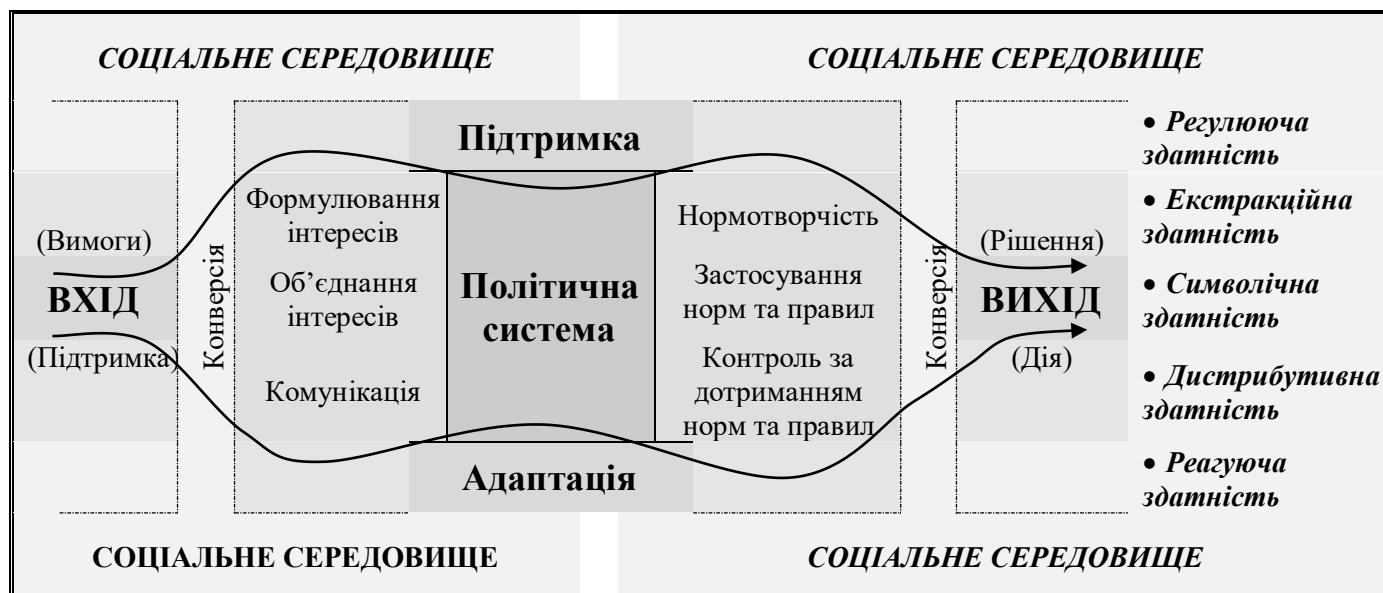 СОЦІАЛЬНЕ СЕРЕДОВИЩЕ
СОЦІАЛЬНЕ СЕРЕДОВИЩЕ
(Вимоги)
ВХІД
(Підтримка)
Конверсія
Формулювання
інтересів
Об’єднання
інтересів
Комунікація
Підтримка
Політична
система
Адаптація
Нормотворчість
Застосування
норм та правил
Контроль за
дотриманням
норм та правил
Конверсія
(Рішення)
ВИХІД
(Дія)
• Регулююча
здатність
• Екстракційна
здатність
• Символічна
здатність
• Дистрибутивна
здатність
• Реагуюча
здатність
СОЦІАЛЬНЕ СЕРЕДОВИЩЕ
СОЦІАЛЬНЕ СЕРЕДОВИЩЕ